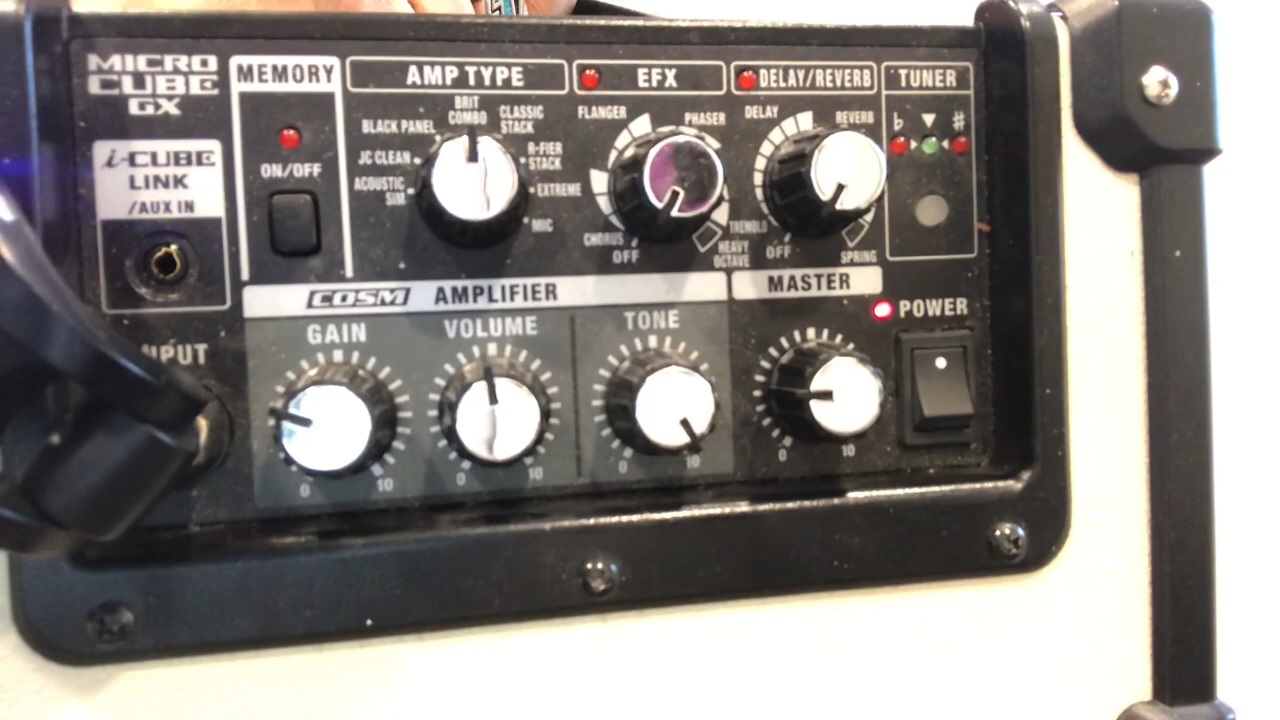 MICRO
CUBE
GX
MEMORY
ON/OFF
i-CUBE
LINK
/AUX IN
AMP TYPE
BRIT
COMBO
CLASSIC
STACK
BLACK PANEL
R-FIER
STACK
JC CLEAN
ACOUSTIC
SIM
EXTREME
MIC
EFX
FLANGER
PHASER
CHORUS
OFF
TREMOLO
HEAVY
OCTAVE
DELAY/REVERB
DELAY
REVERB
OFF
SPRING
TUNER
♭ ▼ ♯
COSM AMPLIFIER
MASTER
POWER
INPUT
GAIN
VOLUME
TONE
0 10
0 10
0 10
0 10